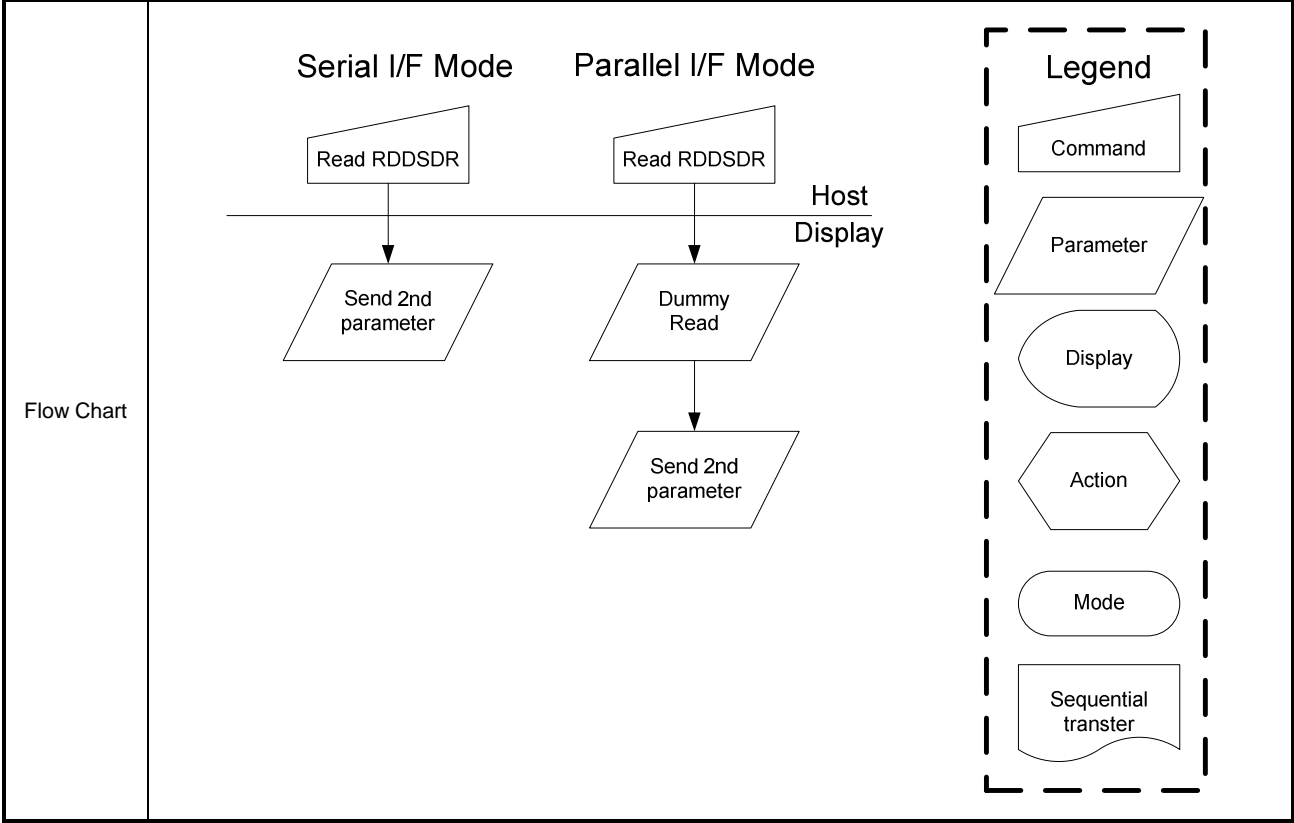 Flow Chart
Serial I/F Mode
Read RDDSDR
Send 2nd
parameter
Parallel I/F Mode
Read RDDSDR
Host
Display
Dummy
Read
Send 2nd
parameter
Legend
Command
Parameter
Display
Action
Mode
Sequential
transter